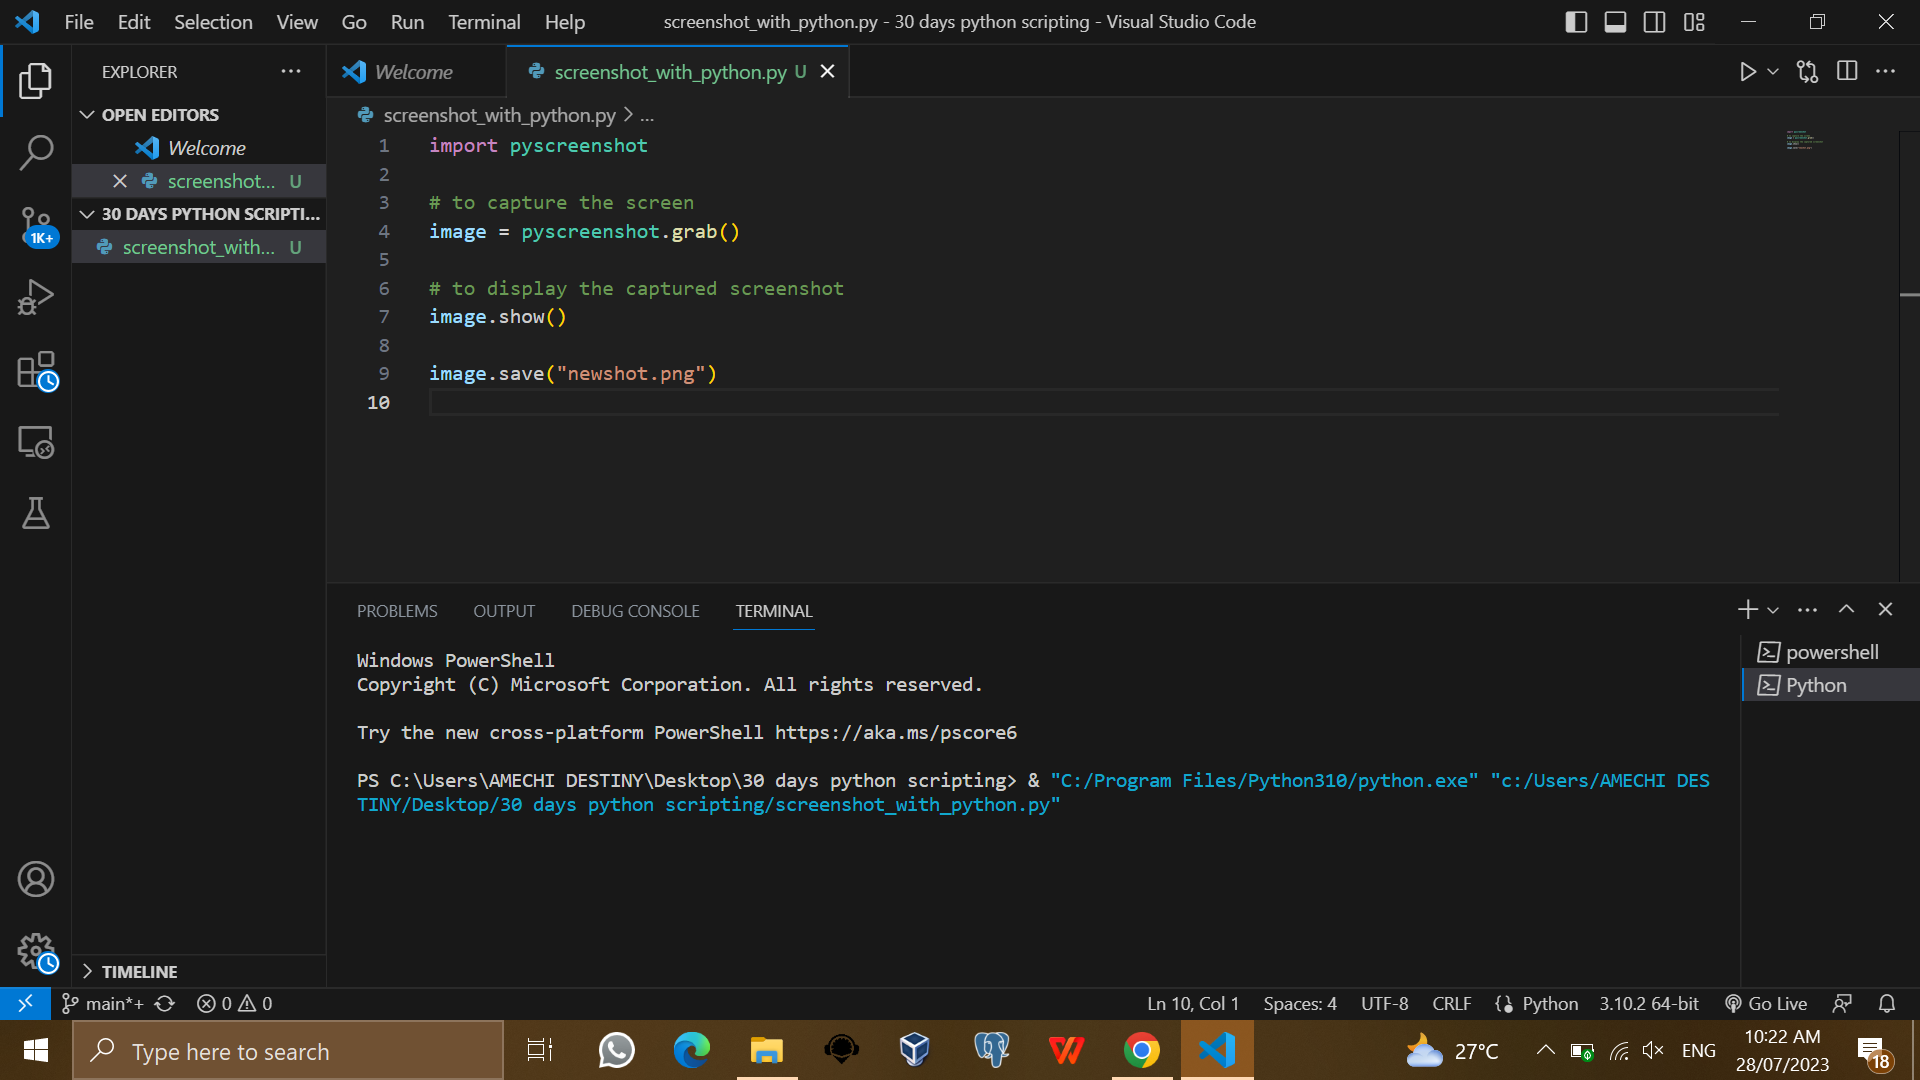 File Edit Selection View Go Run Terminal Help screenshot_with_python.py - 30 days python scripting - Visual Studio Code
EXPLORER
Welcome screenshot_with_python.py U
OPEN EDITORS
Welcome
screenshot... U
30 DAYS PYTHON SCRIPTI...
screenshot_with... U
1K+
screenshot_with_python.py > ...
1 import pyscreenshot
2
3 # to capture the screen
4 image = pyscreenshot.grab()
5
6 # to display the captured screenshot
7 image.show()
8
9 image.save("newshot.png")
10
PROBLEMS OUTPUT DEBUG CONSOLE TERMINAL
Windows PowerShell
Copyright (C) Microsoft Corporation. All rights reserved.
Try the new cross-platform PowerShell https://aka.ms/pscore6
PS C:\Users\AMECHI DESTINY\Desktop\30 days python scripting> & "C:/Program Files/Python310/python.exe" "c:/Users/AMECHI DES
TINY/Desktop/30 days python scripting/screenshot_with_python.py"
powershell
Python
TIMELINE
main*+ 0 0 Ln 10, Col 1 Spaces: 4 UTF-8 CRLF Python 3.10.2 64-bit Go Live
Type here to search 27°C ENG 10:22 AM
28/07/2023
18